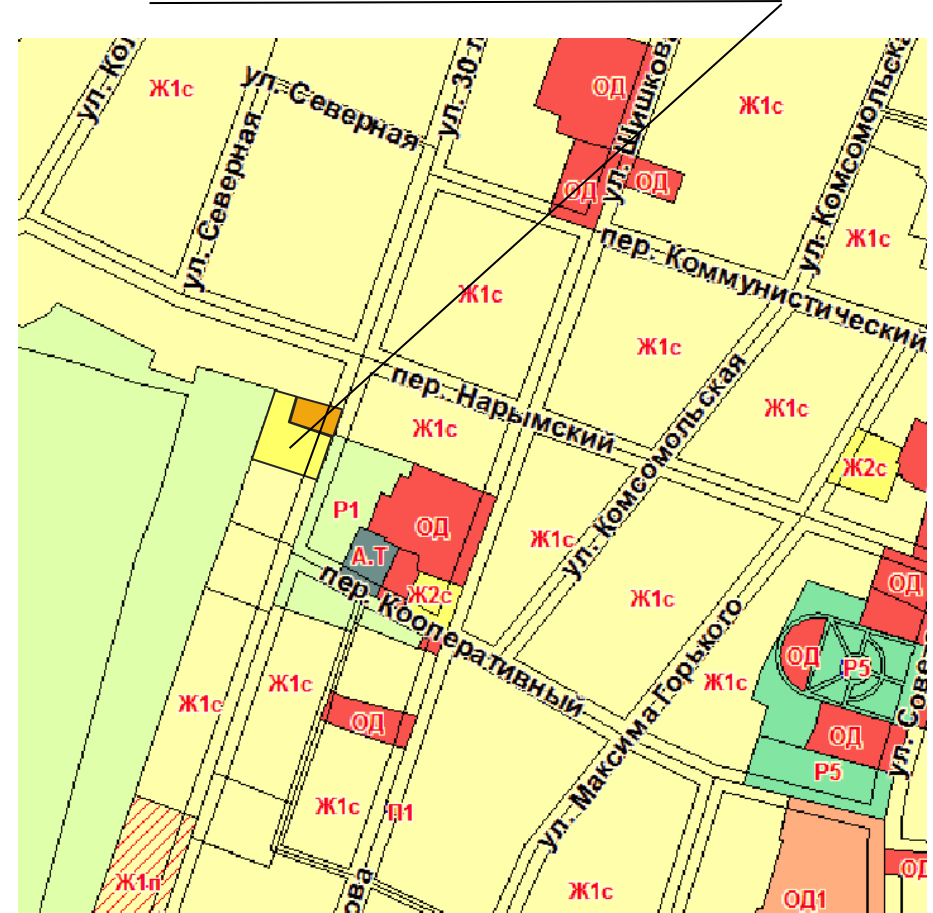 ул. Ко
Ж1с
ул. Северная
ул. Северная
ул. 30 л
ОД
ул. Шишкова
Ж1с
ул. Комсомольска
ОД
ОД
Ж1с
пер. Коммунистический
Ж1с
Ж1с
Ж1с
пер. Нарымский
Ж1с
ул. Комсомольская
Ж2с
Р1
ОД
Ж1с
А.Т
пер. Кооперативный
Ж2с
Ж1с
ОД
ул. Максима Горького
ОД
Р5
Ж1с
Ж1с
Ж1с
ОД
ОД
Р5
ул. Сове
Ж1с
П1
Ж1п
ова
Ж1с
ОД1
ОД